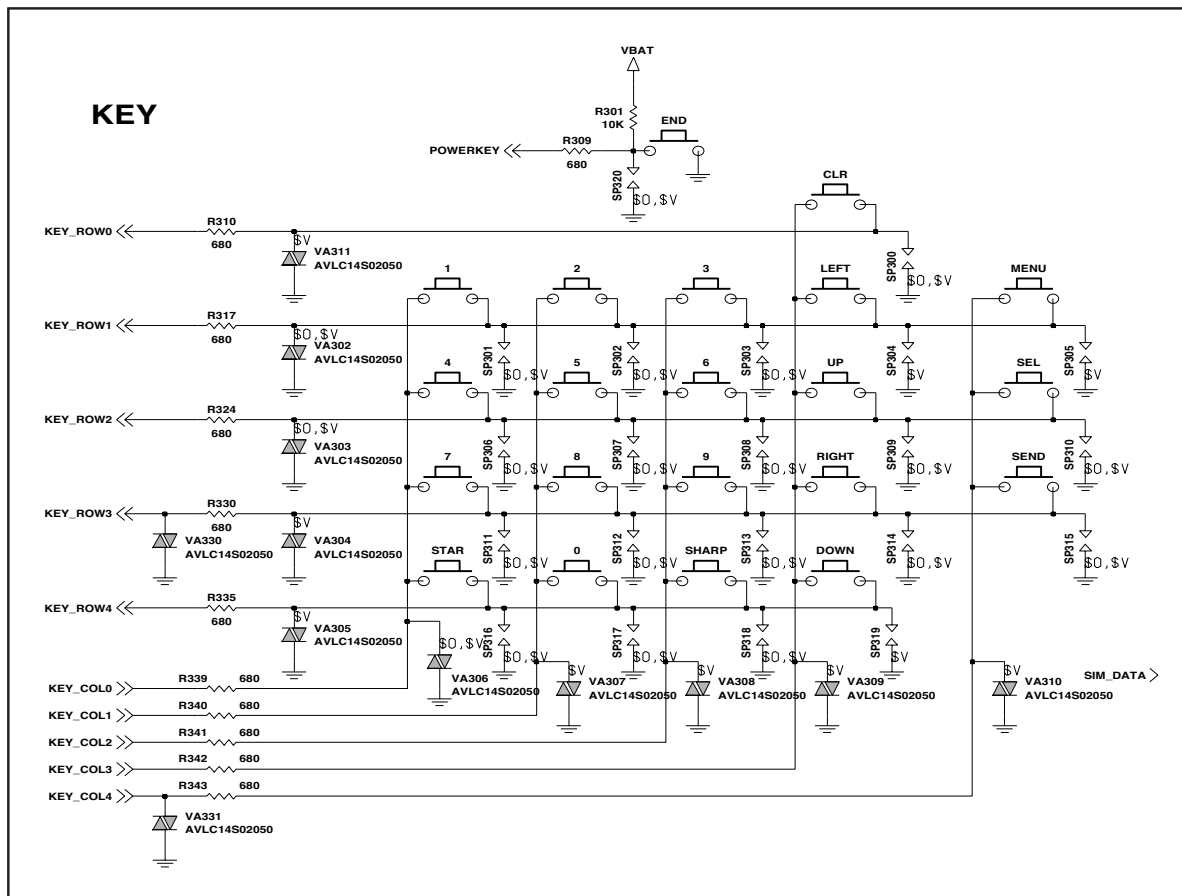 VBAT
KEY
R301
10K
END
R309
POWERKEY
680
SP320
$O,$V
CLR
R310
KEY_ROW0
680
$V
VA311
AVLC14S02050
SP300
$O,$V
1
2
3
LEFT
MENU
R317
KEY_ROW1
680
$O,$V
VA302
AVLC14S02050
SP301
$O,$V
SP302
$O,$V
SP303
$O,$V
SP304
$V
SP305
$V
4
5
6
UP
SEL
R324
KEY_ROW2
680
$O,$V
VA303
AVLC14S02050
SP306
$O,$V
SP307
$O,$V
SP308
$O,$V
SP309
$O,$V
SP310
$O,$V
7
8
9
RIGHT
SEND
R330
KEY_ROW3
680
VA330
AVLC14S02050
$V
VA304
AVLC14S02050
SP311
$O,$V
SP312
$O,$V
SP313
$O,$V
SP314
$O,$V
SP315
$O,$V
STAR
0
SHARP
DOWN
R335
KEY_ROW4
680
$V
VA305
AVLC14S02050
SP316
$O,$V
SP317
$O,$V
SP318
$O,$V
SP319
$O,$V
$O,$V
VA306
AVLC14S02050
$V
VA307
AVLC14S02050
$V
VA308
AVLC14S02050
$V
VA309
AVLC14S02050
$V
VA310
AVLC14S02050
SIM_DATA
KEY_COL0
R339
680
KEY_COL1
R340
680
KEY_COL2
R341
680
KEY_COL3
R342
680
KEY_COL4
R343
680
VA331
AVLC14S02050